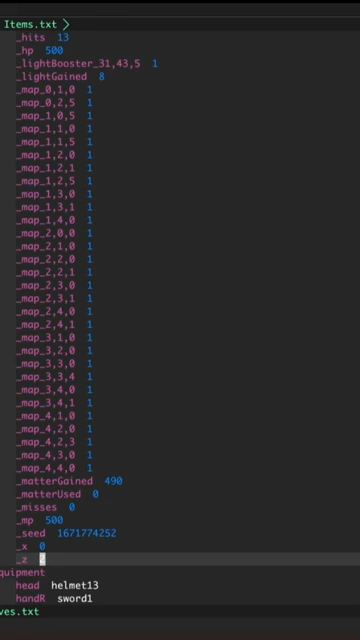 Items.txt
_hits 13
_hp 500
_lightBooster_31,43,5 1
_lightGained 8
_map_0,1,0 1
_map_0,2,5 1
_map_1,0,5 1
_map_1,1,0 1
_map_1,1,5 1
_map_1,2,0 1
_map_1,2,1 1
_map_1,2,5 1
_map_1,3,0 1
_map_1,3,1 1
_map_1,4,0 1
_map_2,0,0 1
_map_2,1,0 1
_map_2,2,0 1
_map_2,2,1 1
_map_2,3,0 1
_map_2,3,1 1
_map_2,4,0 1
_map_2,4,1 1
_map_3,1,0 1
_map_3,2,0 1
_map_3,3,0 1
_map_3,3,4 1
_map_3,4,0 1
_map_3,4,1 1
_map_4,1,0 1
_map_4,2,0 1
_map_4,2,3 1
_map_4,3,0 1
_map_4,4,0 1
_matterGained 490
_matterUsed 0
_misses 0
_mp 500
_seed 1671774252
_x 0
_z
quipment
head helmet13
handR sword1
ves.txt